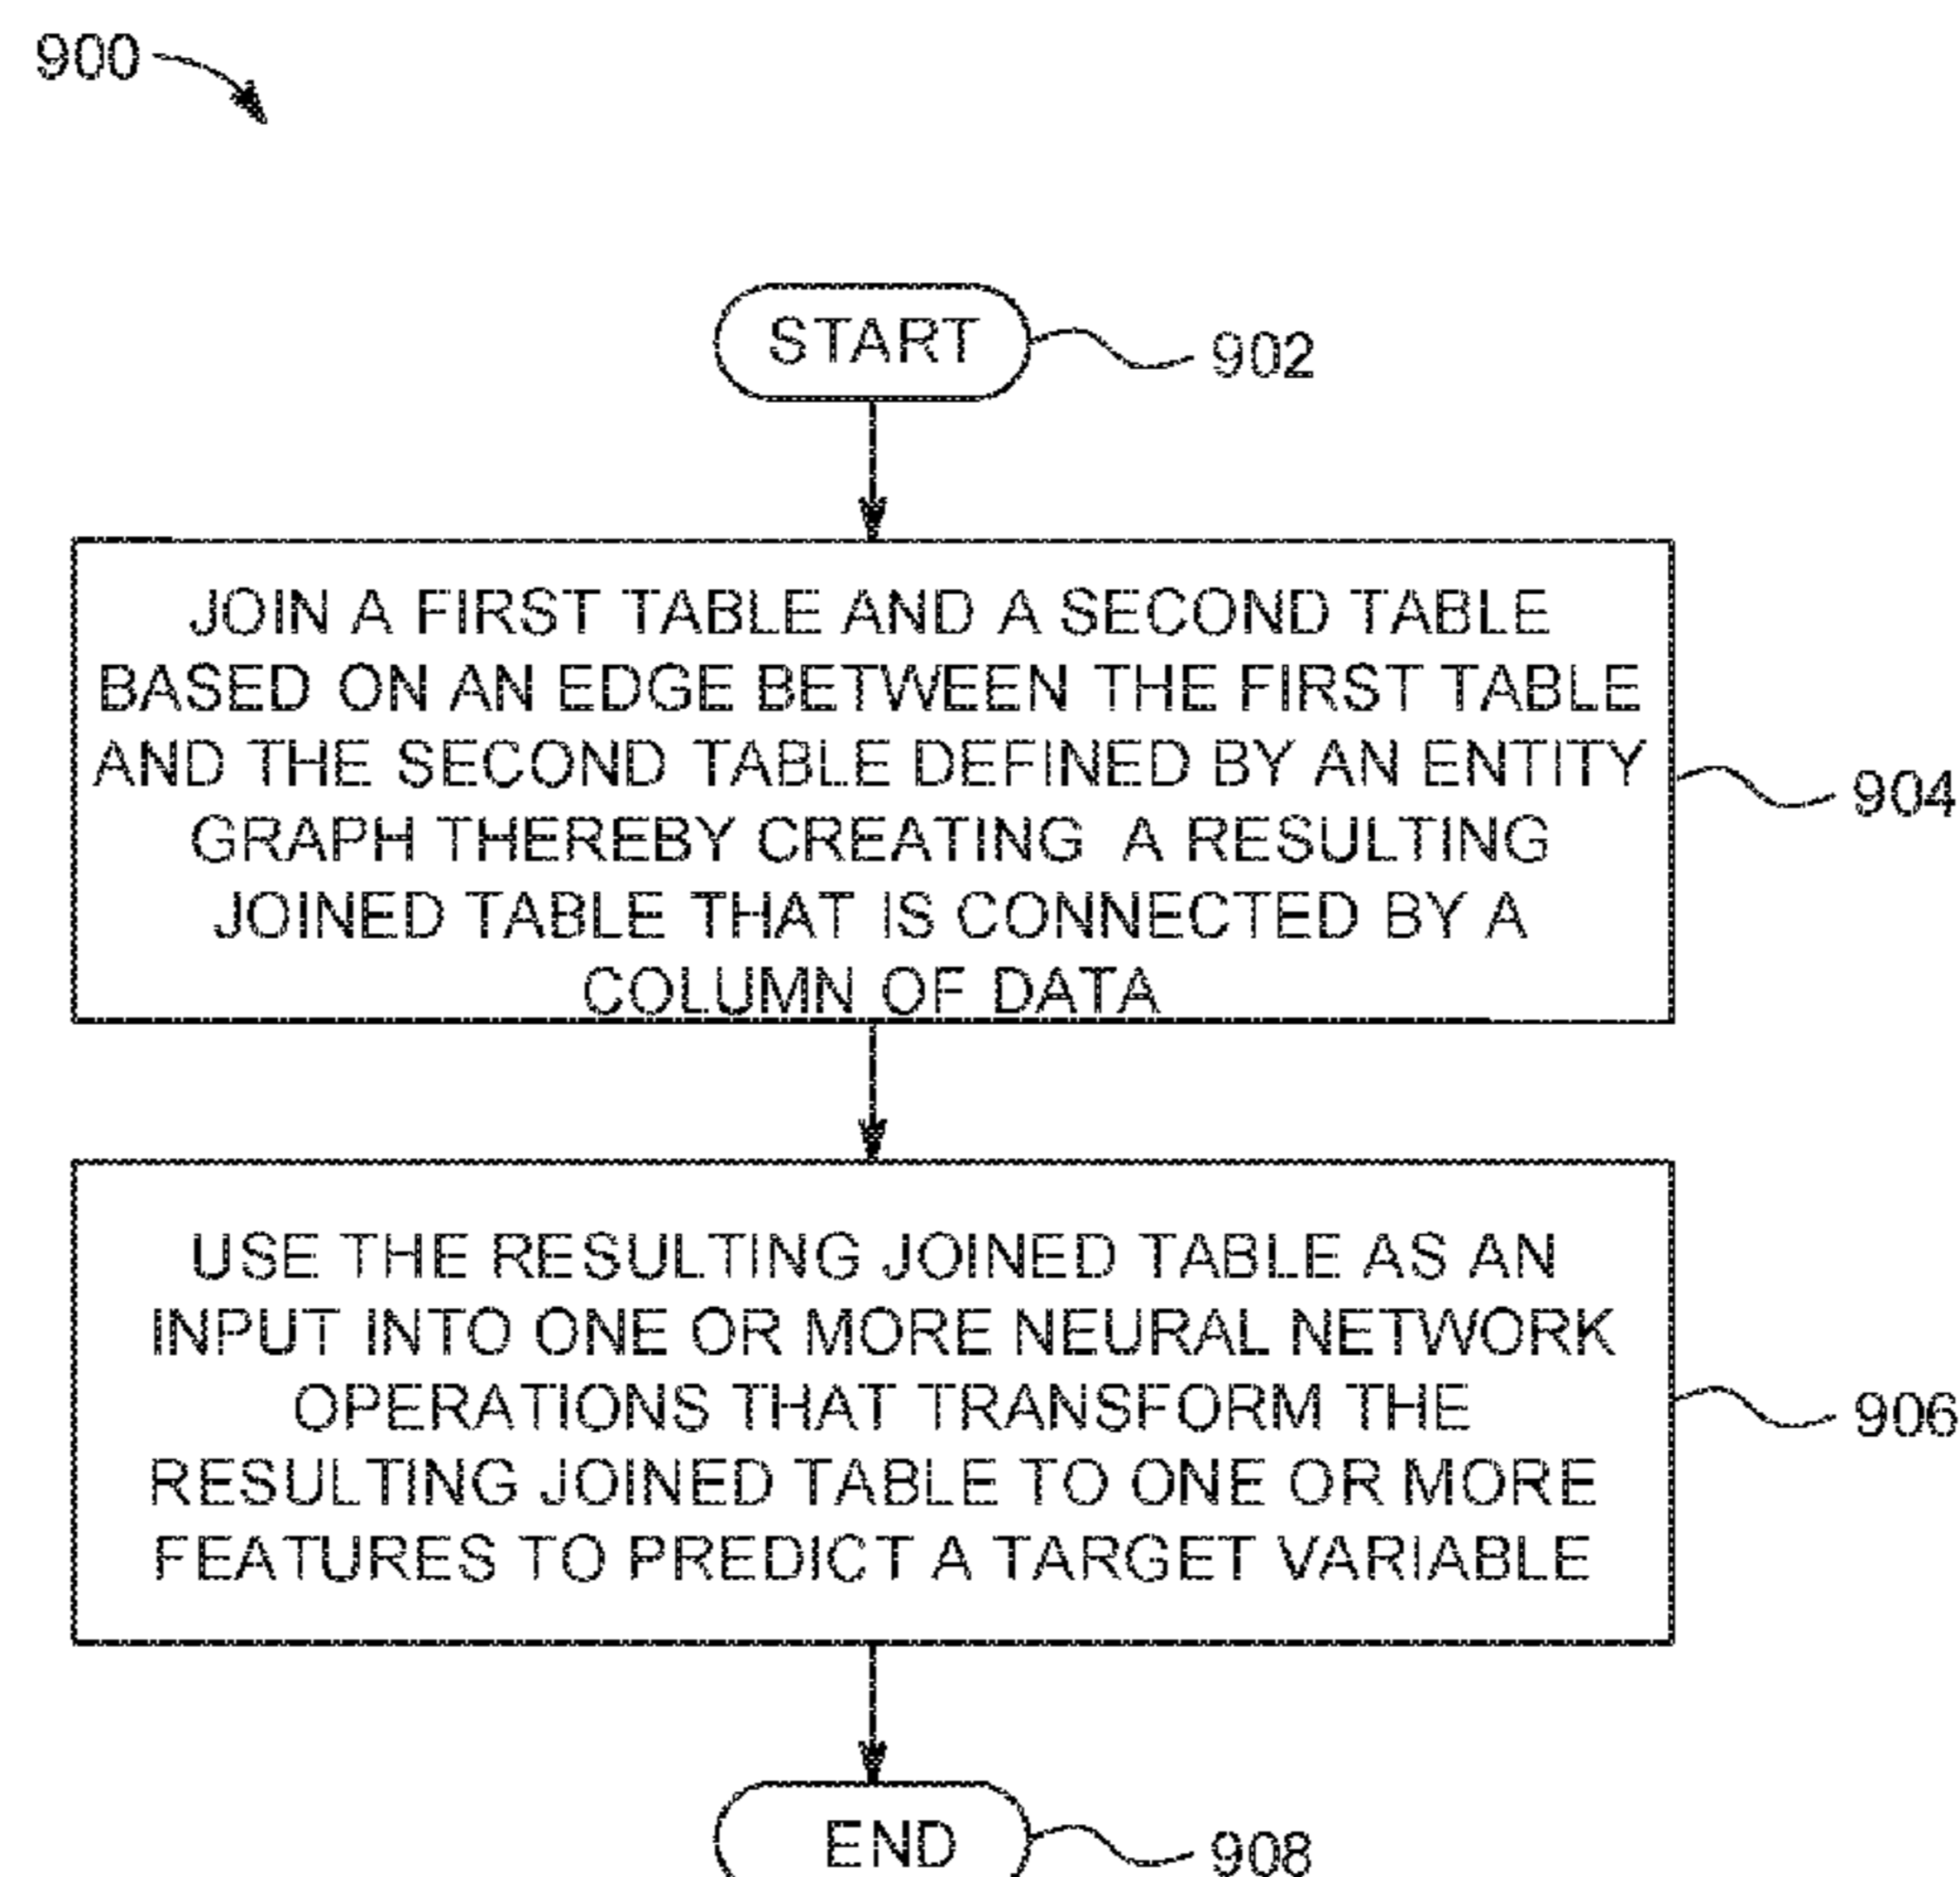 900
START
902
JOIN A FIRST TABLE AND A SECOND TABLE
BASED ON AN EDGE BETWEEN THE FIRST TABLE
AND THE SECOND TABLE DEFINED BY AN ENTITY
GRAPH THEREBY CREATING A RESULTING
JOINED TABLE THAT IS CONNECTED BY A
COLUMN OF DATA
904
USE THE RESULTING JOINED TABLE AS AN
INPUT INTO ONE OR MORE NEURAL NETWORK
OPERATIONS THAT TRANSFORM THE
RESULTING JOINED TABLE TO ONE OR MORE
FEATURES TO PREDICT A TARGET VARIABLE
906
END
908